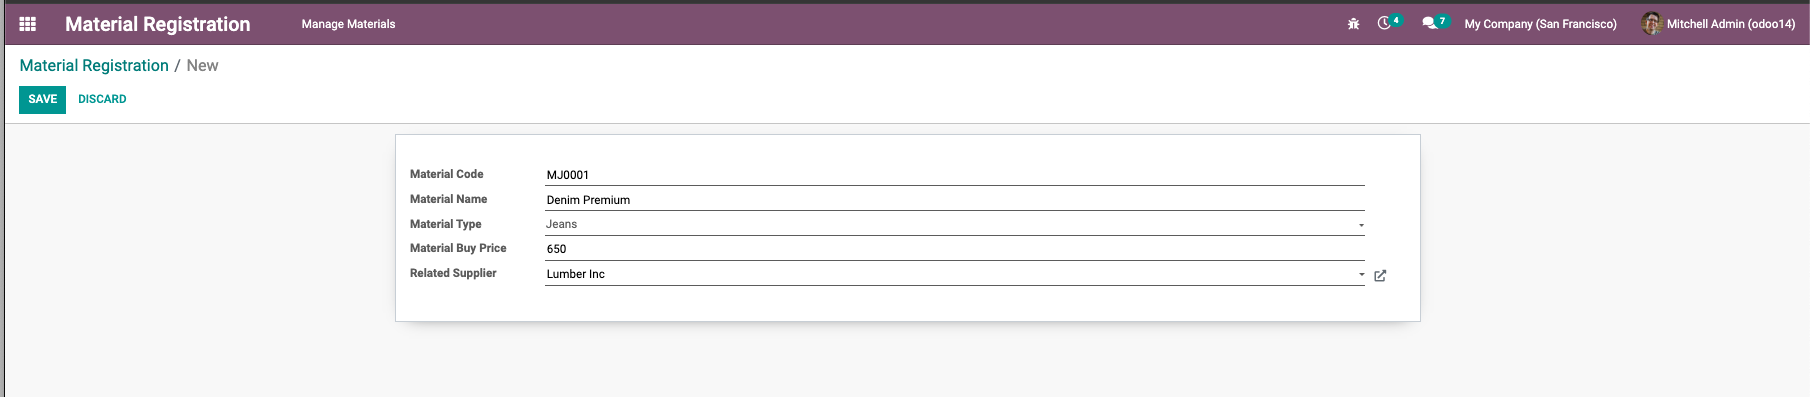 Material Registration Manage Materials 4 7 My Company (San Francisco) Mitchell Admin (odoo14)
Material Registration / New
SAVE DISCARD
Material Code MJ0001
Material Name Denim Premium
Material Type Jeans
Material Buy Price 650
Related Supplier Lumber Inc